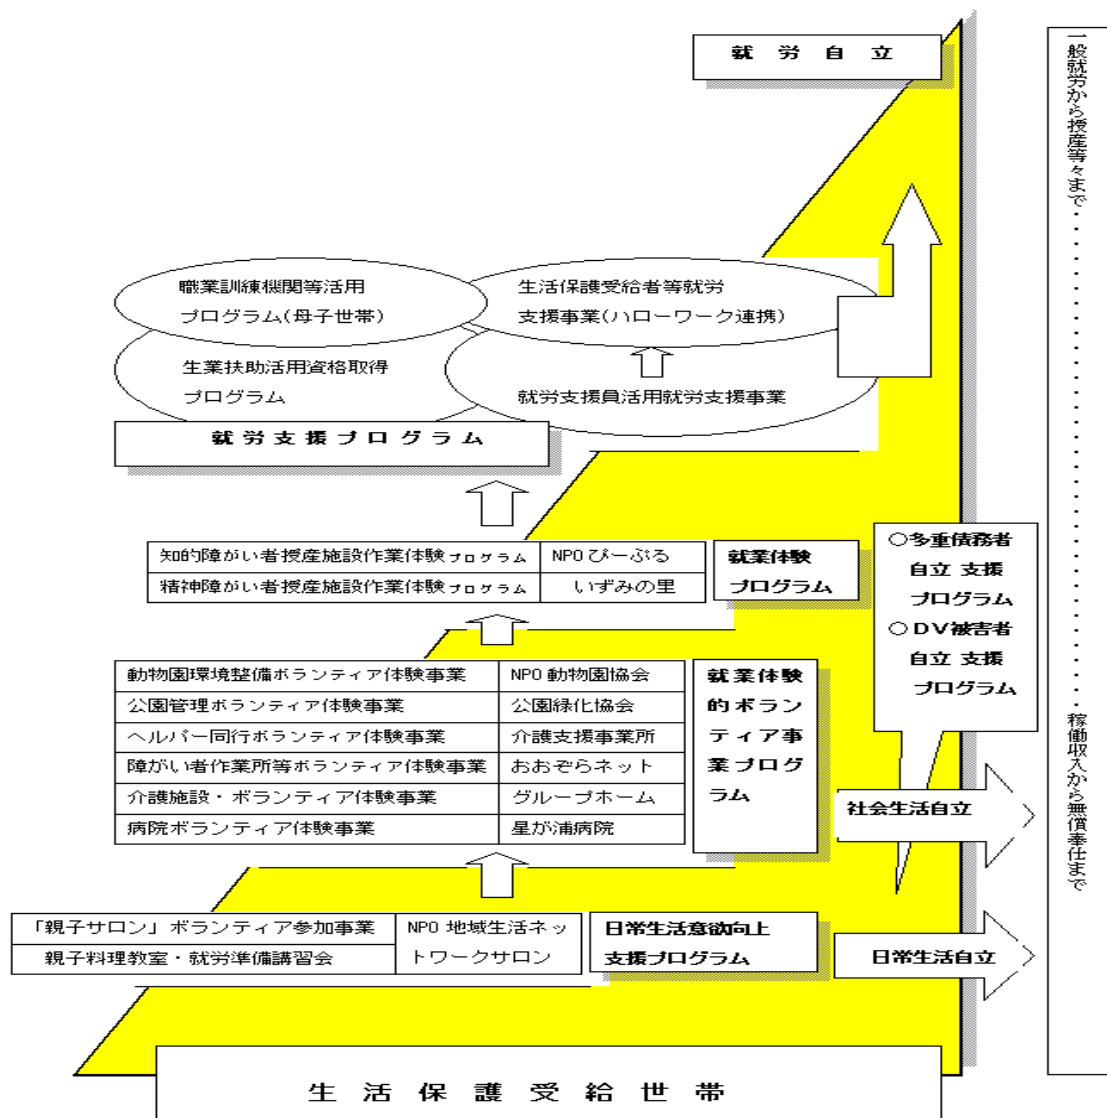 就労自立
一般就労から授産等々まで・・・・・・・・・・・・・・・・・・・・・・・・・稼働収入から無償奉仕まで
職業訓練機関等活用
プログラム(母子世帯)
生活保護受給者等就労
支援事業(ハローワーク連携)
生業扶助活用資格取得
プログラム
就労支援員活用就労支援事業
就労支援プログラム
知的障がい者授産施設作業体験プログラム
NPOぴーぷる
精神障がい者授産施設作業体験プログラム
いずみの里
就業体験
プログラム
○多重債務者
自立 支援
プログラム
○DV被害者
自立 支援
プログラム
動物園環境整備ボランティア体験事業
NPO動物園協会
公園管理ボランティア体験事業
公園緑化協会
ヘルパー同行ボランティア体験事業
介護支援事業所
障がい者作業所等ボランティア体験事業
おおぞらネット
介護施設・ボランティア体験事業
グループホーム
病院ボランティア体験事業
星が浦病院
就業体験
的ボラン
ティア事
業プログ
ラム
社会生活自立
「親子サロン」ボランティア参加事業
親子料理教室・就労準備講習会
NPO地域生活ネッ
トワークサロン
日常生活意欲向上
支援プログラム
日常生活自立
生活保護受給世帯